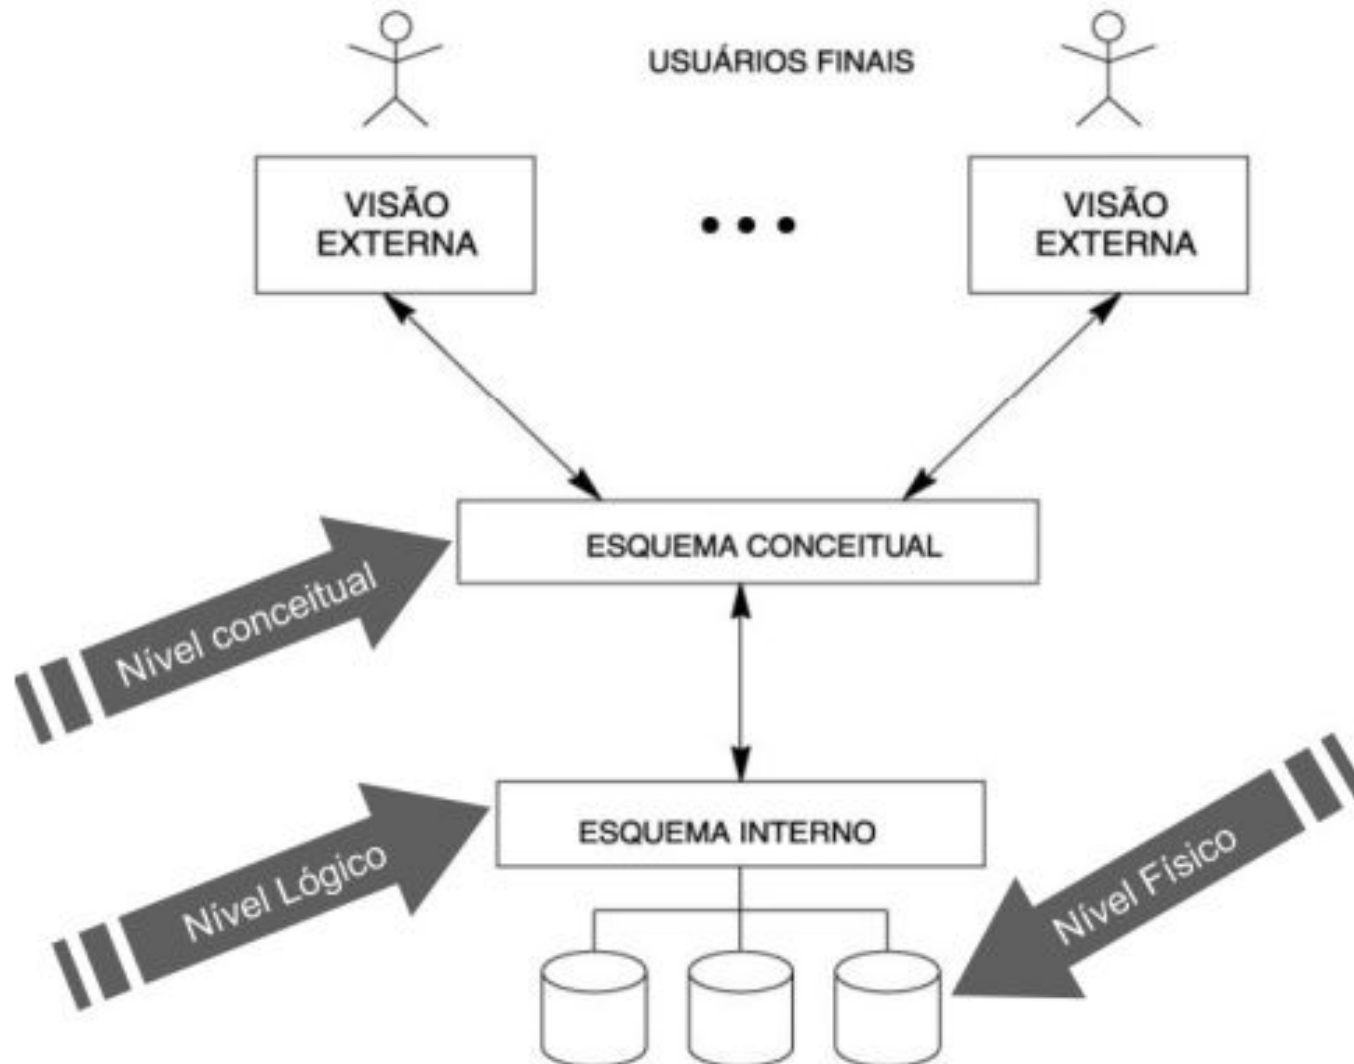 USUÁRIOS FINAIS
VISÃO
EXTERNA
VISÃO
EXTERNA
ESQUEMA CONCEITUAL
Nível conceitual
ESQUEMA INTERNO
Nível Lógico
Nível Físico